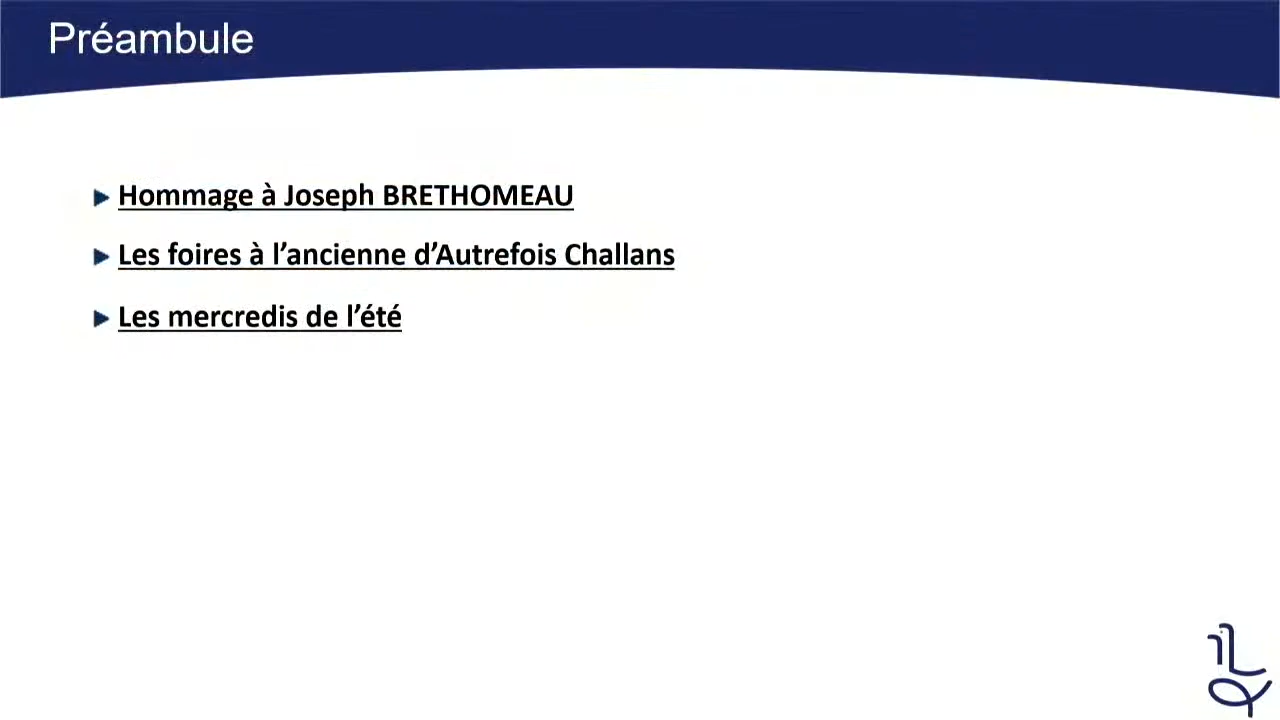 Préambule
Hommage à Joseph BRETHOMEAU
Les foires à l’ancienne d’Autrefois Challans
Les mercredis de l’été